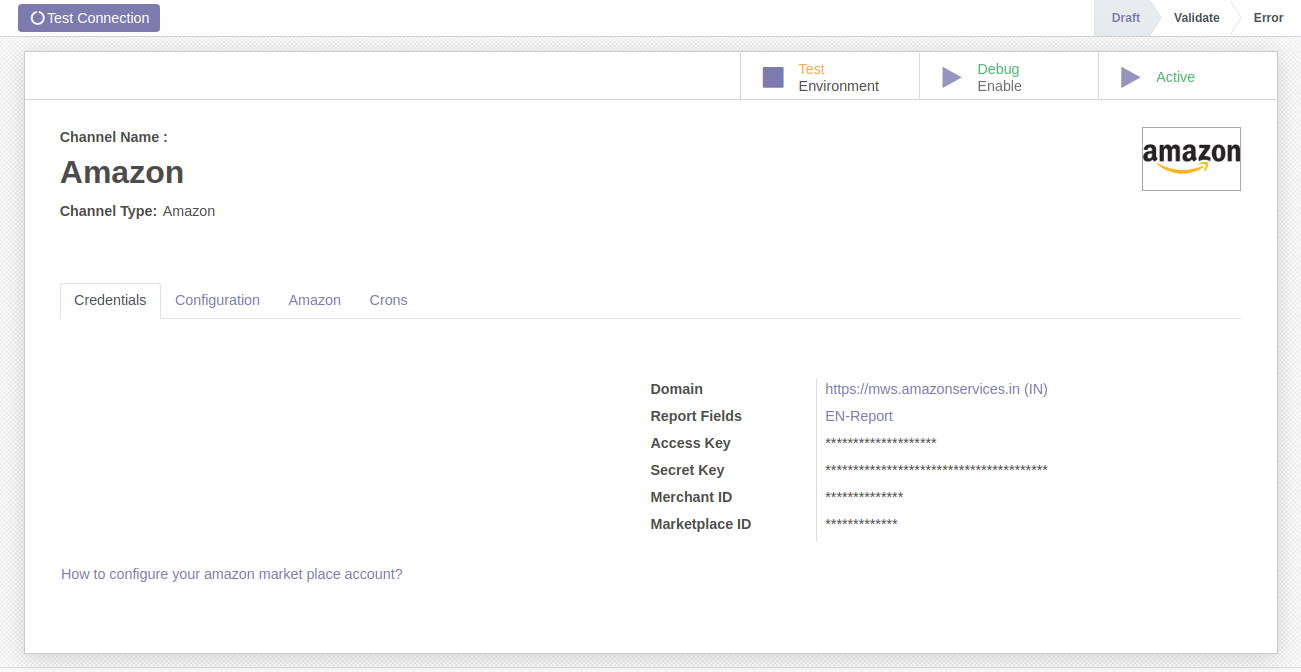 Test Connection
Draft
Validate
Error
Test
Environment
Debug
Enable
Active
Channel Name :
Amazon
amazon
Channel Type: Amazon
Credentials
Configuration
Amazon
Crons
Domain https://mws.amazonservices.in (IN)
Report Fields EN-Report
Access Key ********************
Secret Key ****************************************
Merchant ID **************
Marketplace ID *************
How to configure your amazon market place account?